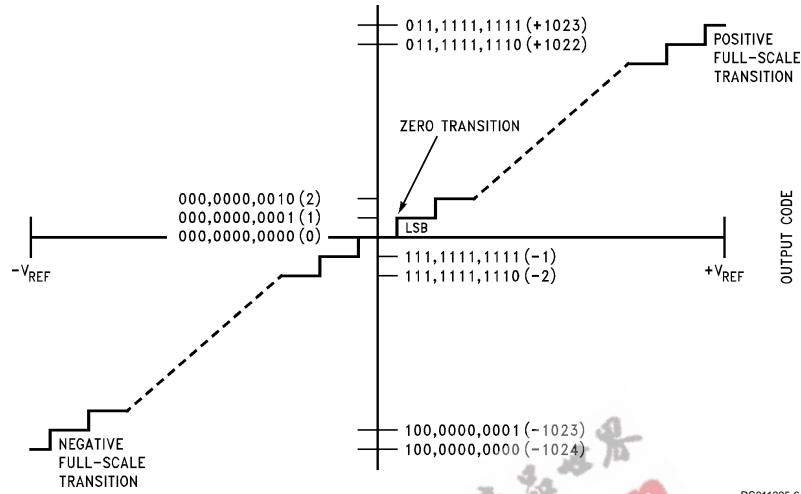 011,1111,1111 (+1023)
011,1111,1110 (+1022)
POSITIVE
FULL-SCALE
TRANSITION
ZERO TRANSITION
000,0000,0010 (2)
000,0000,0001 (1)
000,0000,0000 (0)
LSB
111,1111,1111 (-1)
111,1111,1110 (-2)
-VREF
+VREF
OUTPUT CODE
100,0000,0001 (-1023)
100,0000,0000 (-1024)
NEGATIVE
FULL-SCALE
TRANSITION